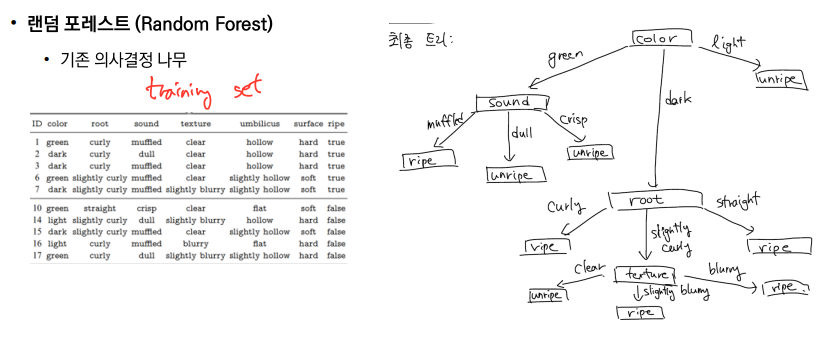 • 랜덤 포레스트 (Random Forest)
• 기존 의사결정 나무
training set
ID color root sound texture umbilicus surface ripe
1 green curly muffled clear hollow hard true
2 dark curly dull clear hollow hard true
3 dark curly muffled clear hollow hard true
6 green slightly curly muffled clear slightly hollow soft true
7 dark slightly curly muffled slightly blurry slightly hollow soft true
10 green straight crisp clear flat soft false
14 light slightly curly dull slightly blurry hollow hard false
15 dark slightly curly muffled clear slightly hollow soft false
16 light curly muffled blurry flat hard false
17 green curly dull slightly blurry slightly hollow hard false
최종 트리:
color
green
light
unripe
dark
sound
muffled
dull
crisp
ripe
unripe
unripe
root
curly
slightly
curly
straight
ripe
ripe
texture
clear
slightly blurry
blurry
unripe
ripe
ripe